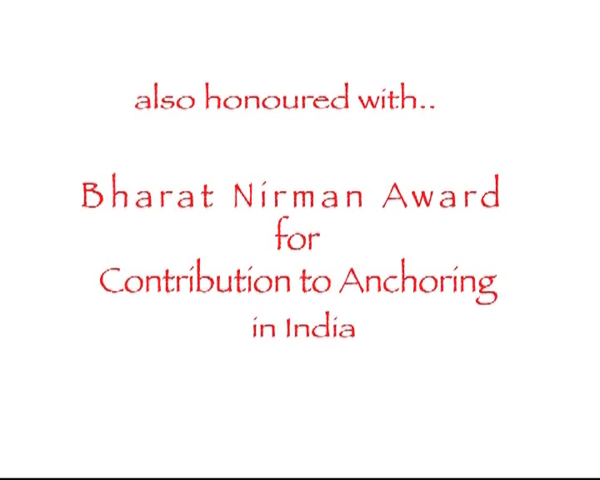 also honoured with..
Bharat Nirman Award
for
Contribution to Anchoring
in India